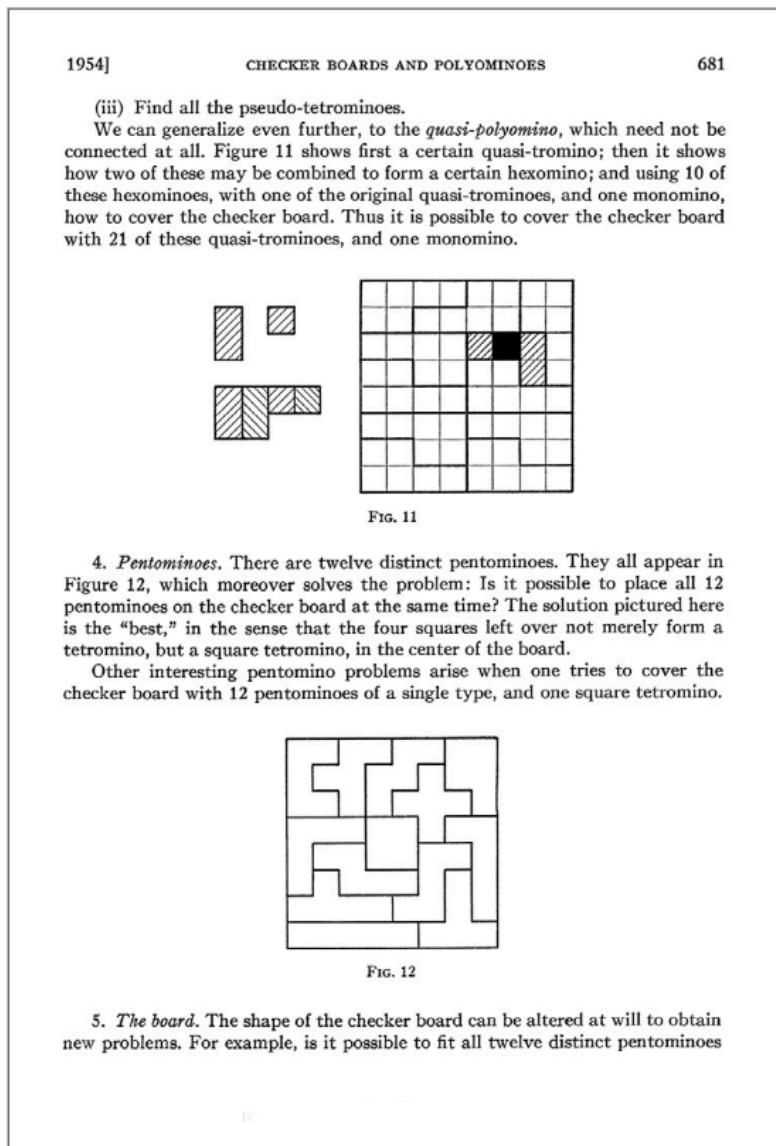 1954] CHECKER BOARDS AND POLYOMINOES 681
(iii) Find all the pseudo-tetrominoes.
We can generalize even further, to the quasi-polyomino, which need not be
connected at all. Figure 11 shows first a certain quasi-tromino; then it shows
how two of these may be combined to form a certain hexomino; and using 10 of
these hexominoes, with one of the original quasi-trominoes, and one monomino,
how to cover the checker board. Thus it is possible to cover the checker board
with 21 of these quasi-trominoes, and one monomino.
FIG. 11
4. Pentominoes. There are twelve distinct pentominoes. They all appear in
Figure 12, which moreover solves the problem: Is it possible to place all 12
pentominoes on the checker board at the same time? The solution pictured here
is the “best,” in the sense that the four squares left over not merely form a
tetromino, but a square tetromino, in the center of the board.
Other interesting pentomino problems arise when one tries to cover the
checker board with 12 pentominoes of a single type, and one square tetromino.
FIG. 12
5. The board. The shape of the checker board can be altered at will to obtain
new problems. For example, is it possible to fit all twelve distinct pentominoes